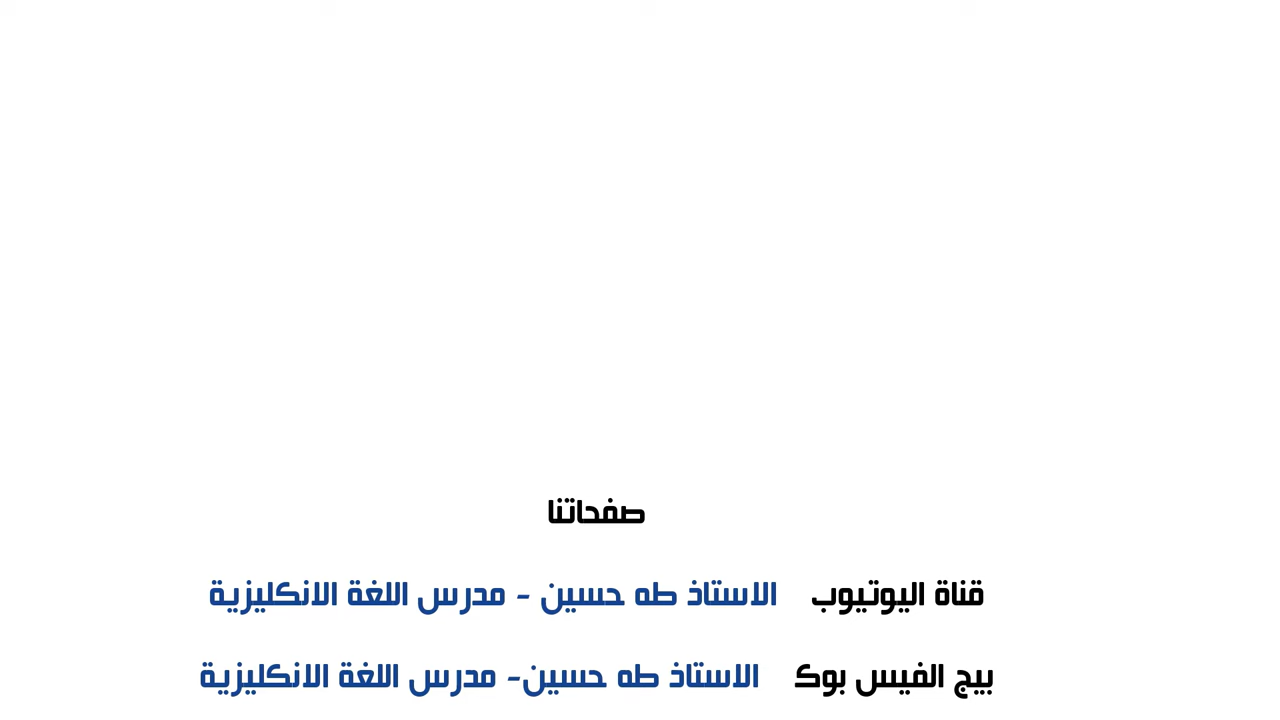 صفحاتنا
قناة اليوتيوب الاستاذ طه حسين - مدرس اللغة الانكليزية
بيج الفيس بوك الاستاذ طه حسين- مدرس اللغة الانكليزية